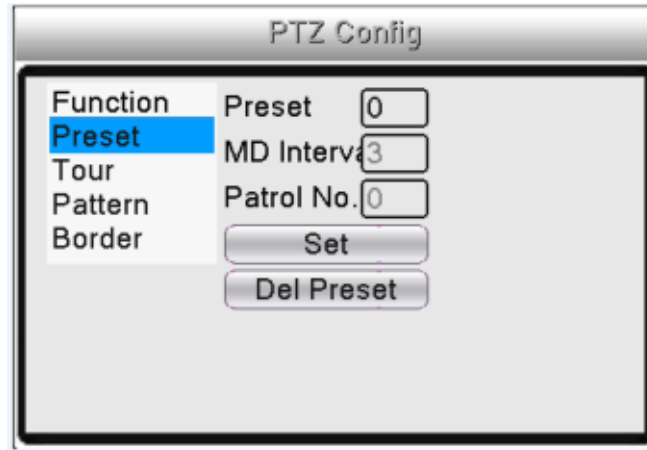 PTZ Config
Function
Preset
Tour
Pattern
Border
Preset 0
MD Interva 3
Patrol No. 0
Set
Del Preset